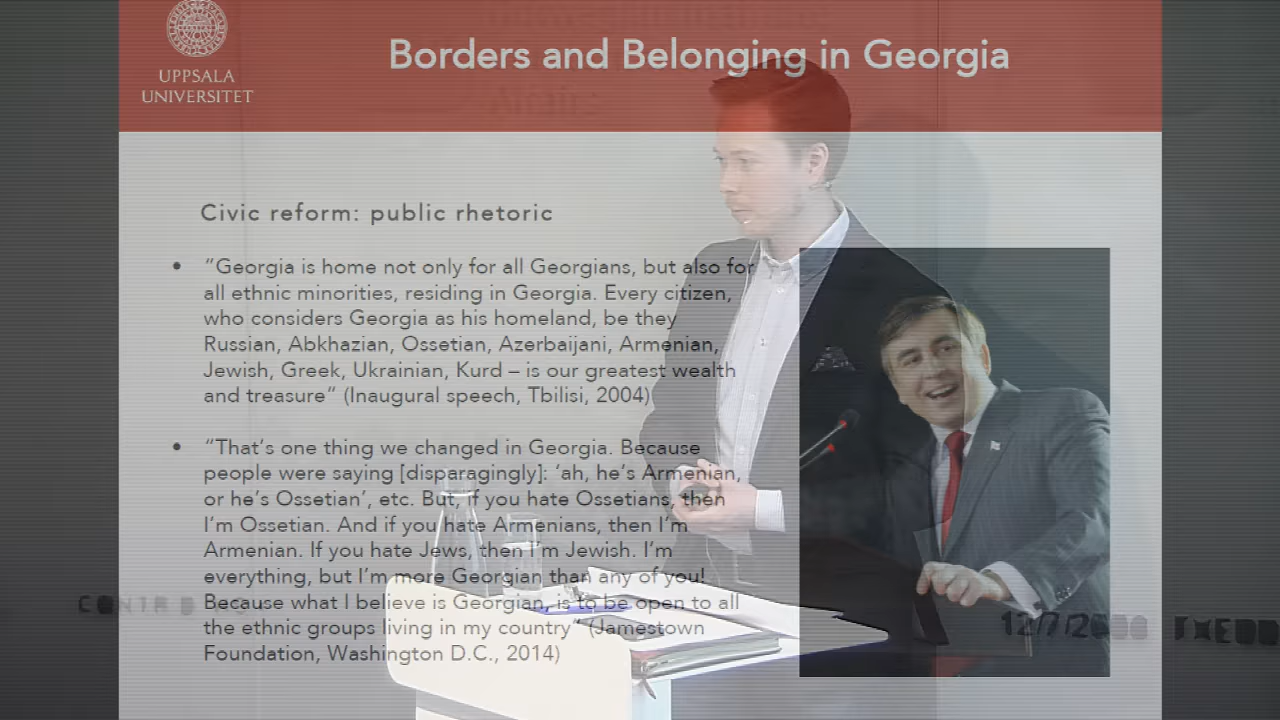 UPPSALA
UNIVERSITET
Borders and Belonging in Georgia
Civic reform: public rhetoric
• “Georgia is home not only for all Georgians, but also for
all ethnic minorities, residing in Georgia. Every citizen,
who considers Georgia as his homeland, be they
Russian, Abkhazian, Ossetian, Azerbaijani, Armenian,
Jewish, Greek, Ukrainian, Kurd – is our greatest wealth
and treasure” (Inaugural speech, Tbilisi, 2004)
• “That’s one thing we changed in Georgia. Because
people were saying [disparagingly]: ‘ah, he’s Armenian,
or he’s Ossetian’, etc. But, if you hate Ossetians, then
I’m Ossetian. And if you hate Armenians, then I’m
Armenian. If you hate Jews, then I’m Jewish. I’m
everything, but I’m more Georgian than any of you!
Because what I believe is Georgian, is to be open to all
the ethnic groups living in my country” (Jamestown
Foundation, Washington D.C., 2014)